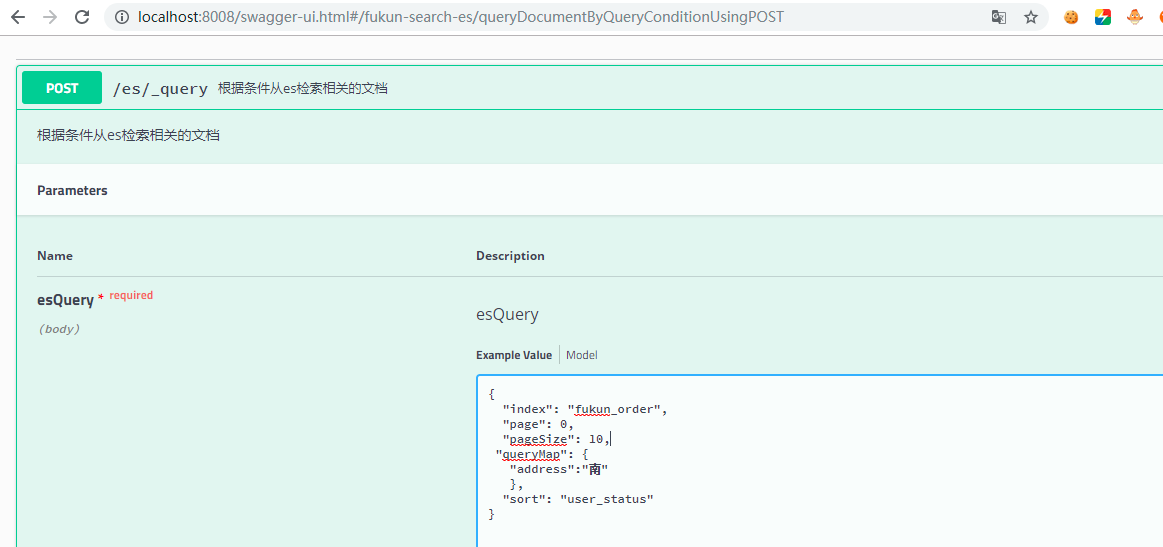 localhost:8008/swagger-ui.html#/fukun-search-es/queryDocumentByQueryConditionUsingPOST
POST /es/_query 根据条件从es检索相关的文档
根据条件从es检索相关的文档
Parameters
Name Description
esQuery * required
(body)
esQuery
Example Value Model
{
"index": "fukun_order",
"page": 0,
"pageSize": 10,
"queryMap": {
"address":"南"
},
"sort": "user_status"
}